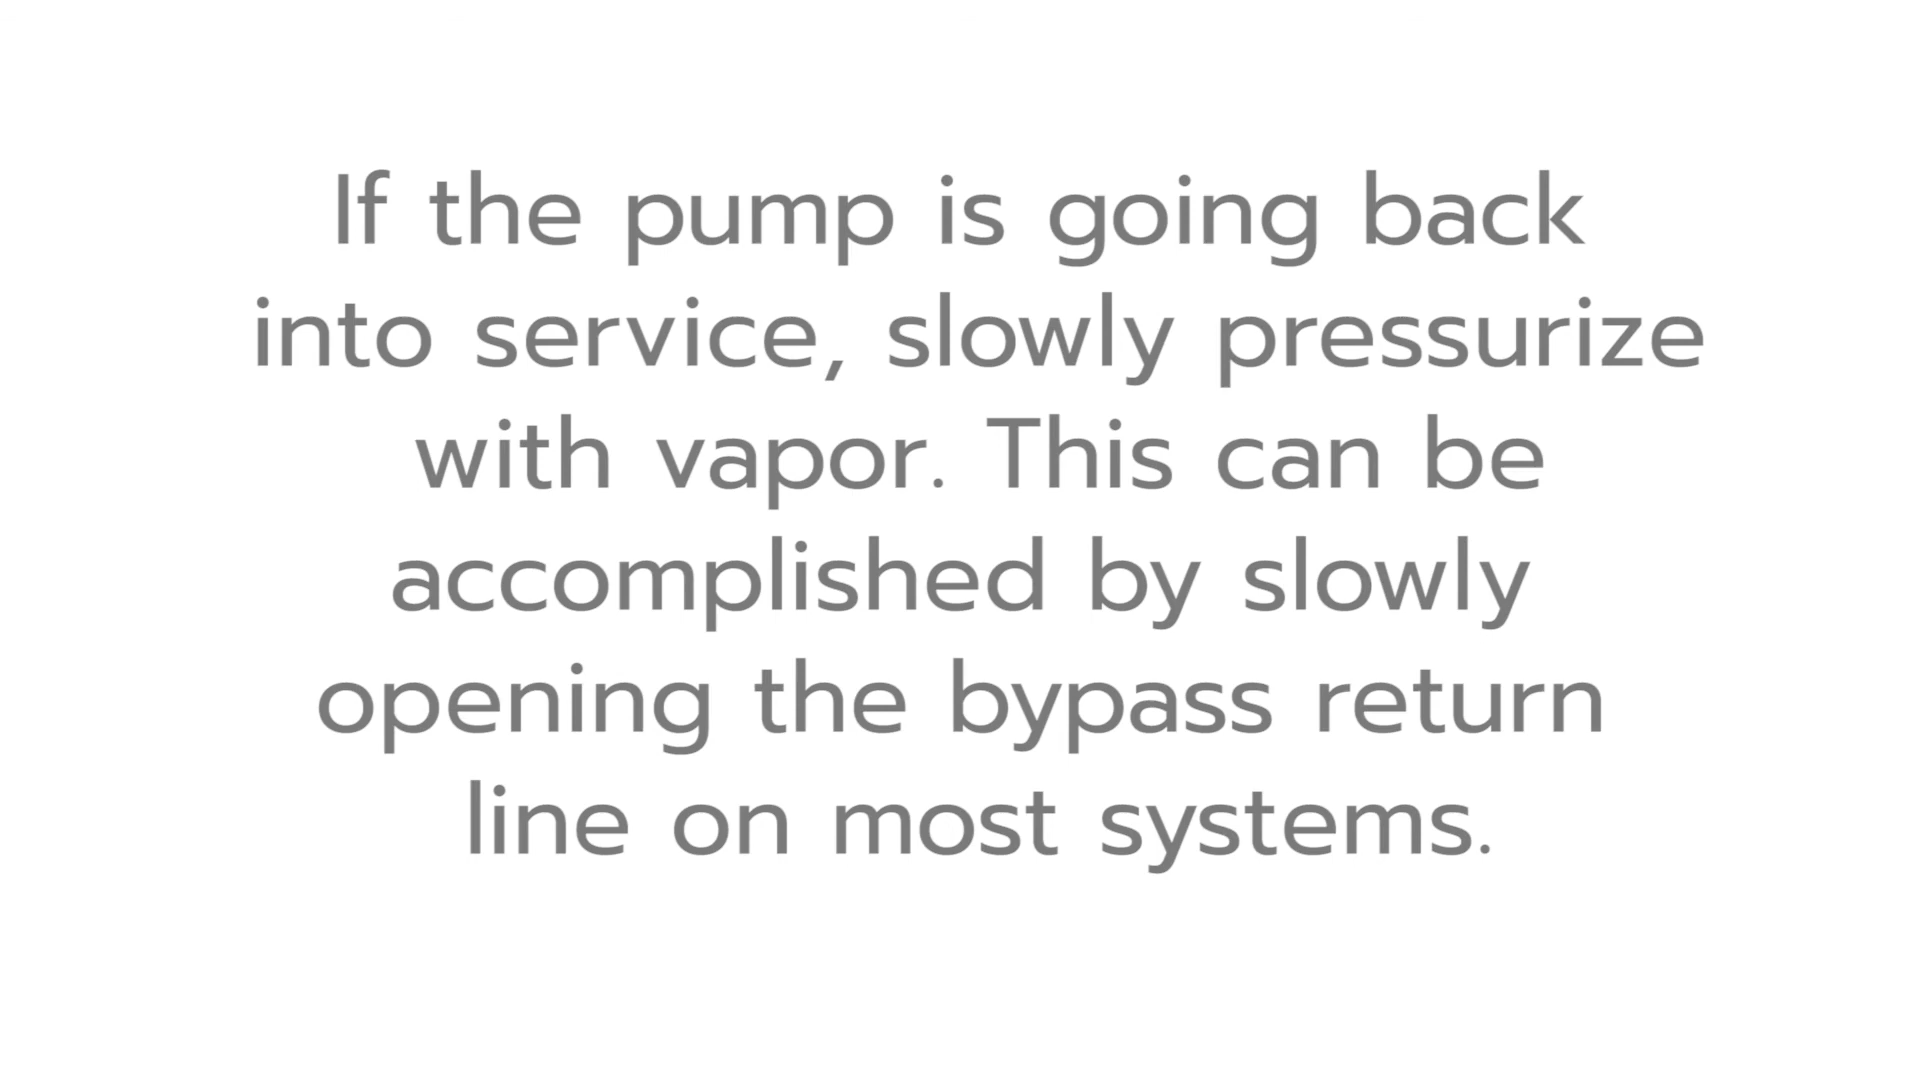 If the pump is going back
into service, slowly pressurize
with vapor. This can be
accomplished by slowly
opening the bypass return
line on most systems.